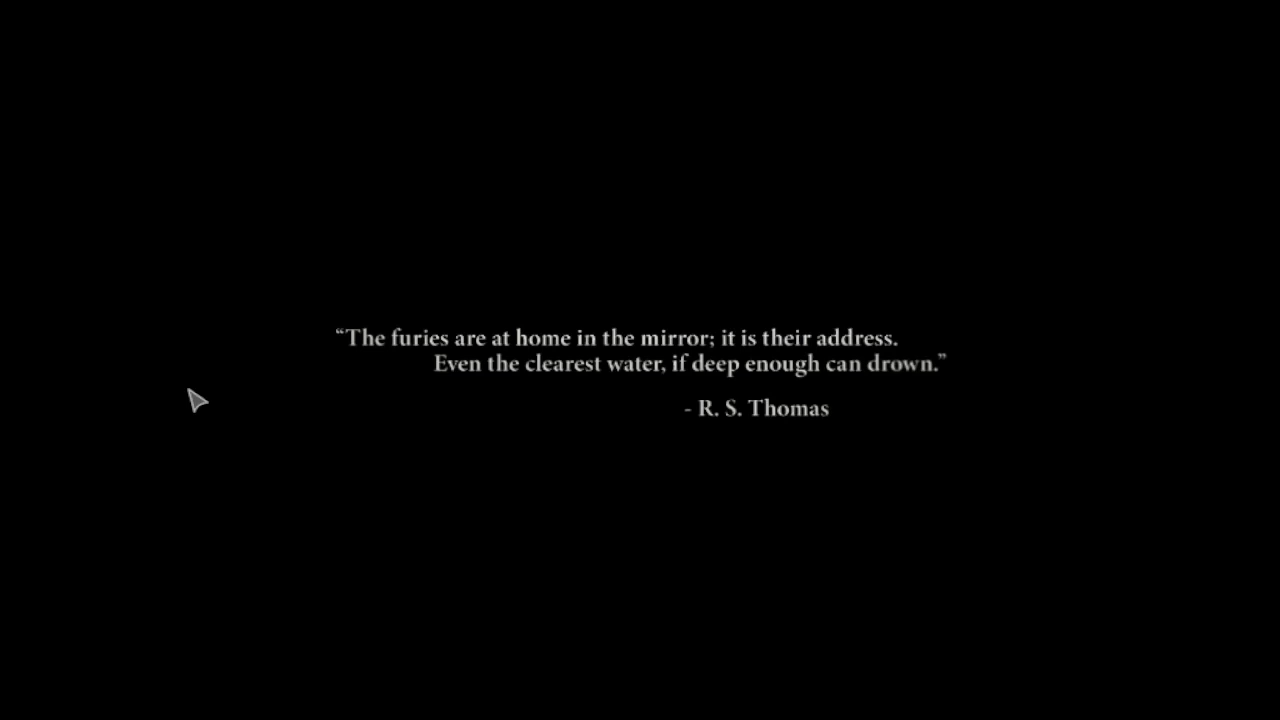 “The furies are at home in the mirror; it is their address.
Even the clearest water, if deep enough can drown.”
- R. S. Thomas